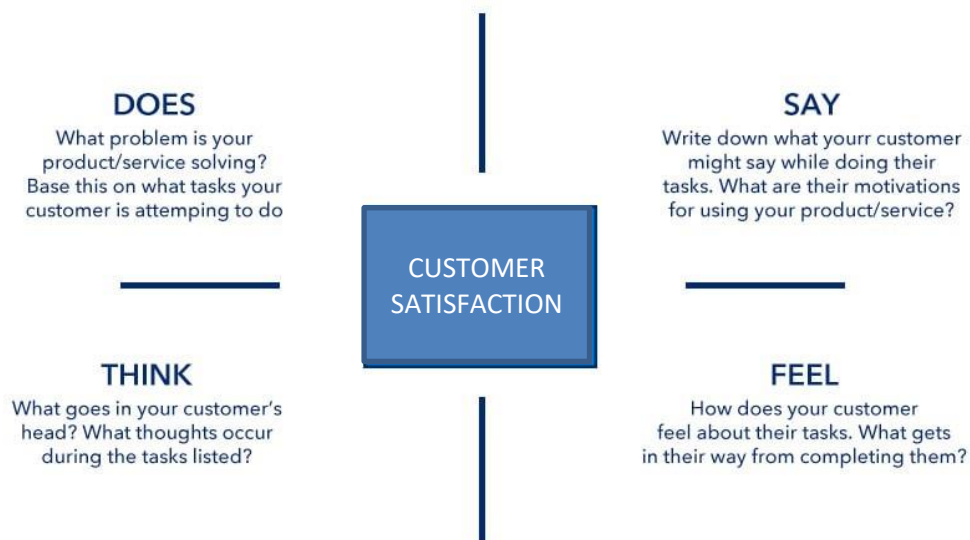 DOES
What problem is your
product/service solving?
Base this on what tasks your
customer is attemping to do
SAY
Write down what yourr customer
might say while doing their
tasks. What are their motivations
for using your product/service?
CUSTOMER
SATISFACTION
THINK
What goes in your customer's
head? What thoughts occur
during the tasks listed?
FEEL
How does your customer
feel about their tasks. What gets
in their way from completing them?